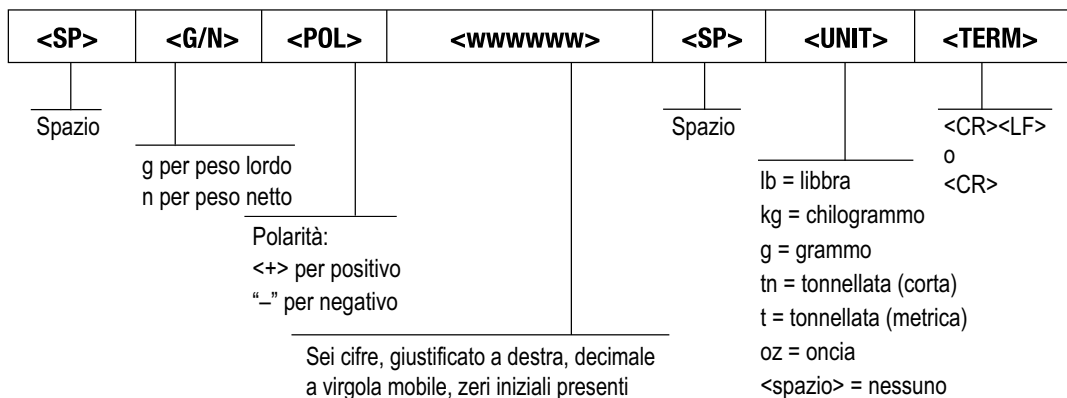 <SP> <G/N> <POL> <wwwwww> <SP> <UNIT> <TERM>
Spazio
g per peso lordo
n per peso netto
Polarità:
<+> per positivo
“–” per negativo
Sei cifre, giustificato a destra, decimale
a virgola mobile, zeri iniziali presenti
Spazio
lb = libbra
kg = chilogrammo
g = grammo
tn = tonnellata (corta)
t = tonnellata (metrica)
oz = oncia
<spazio> = nessuno
<CR><LF>
o
<CR>